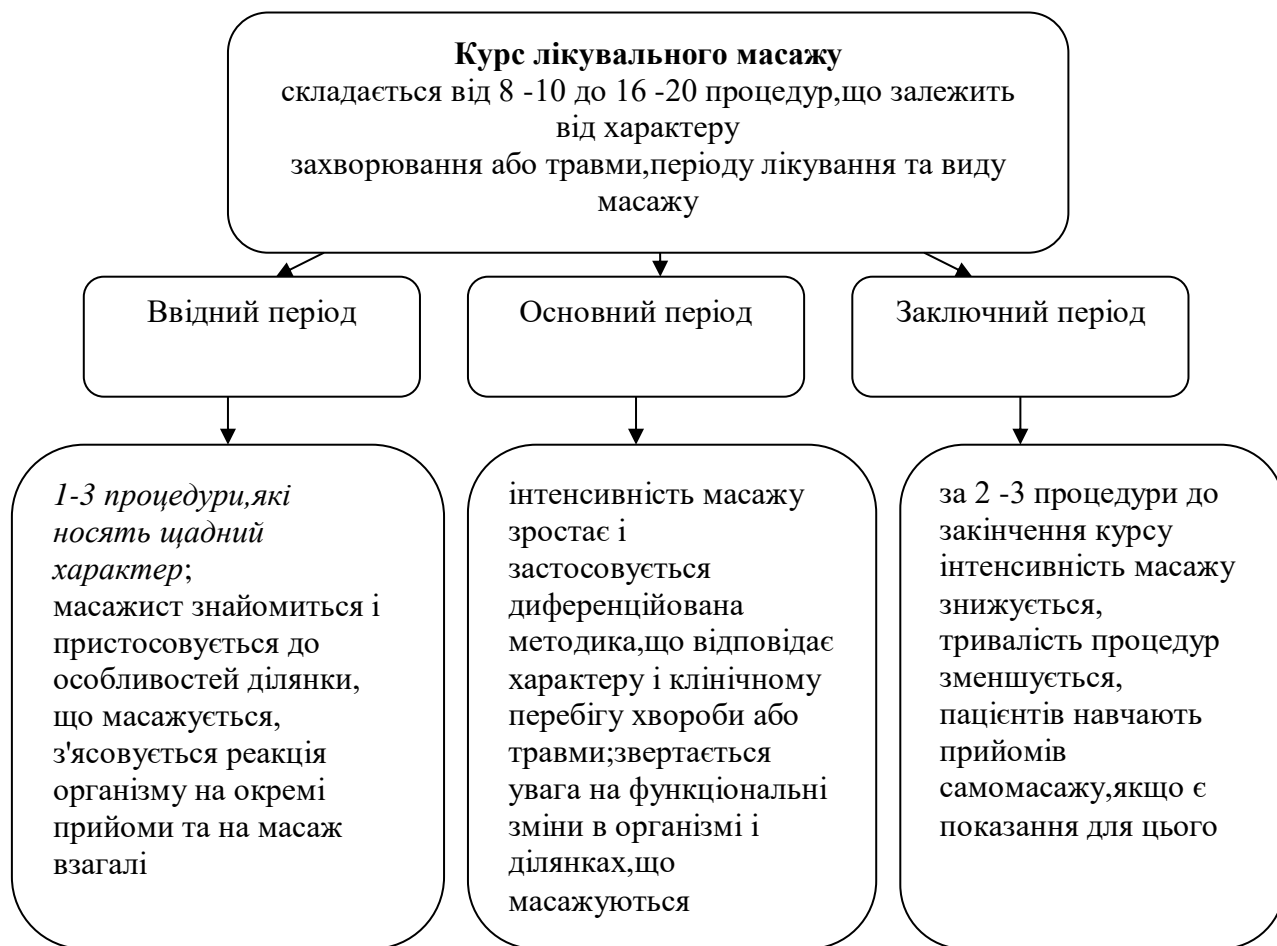 Курс лікувального масажу
складається від 8 -10 до 16 -20 процедур,що залежить
від характеру
захворювання або травми,періоду лікування та виду
масажу
Ввідний період
Основний період
Заключний період
1-3 процедури,які
носять щадний
характер;
масажист знайомиться і
пристосовується до
особливостей ділянки,
що масажується,
з'ясовується реакція
організму на окремі
прийоми та на масаж
взагалі
інтенсивність масажу
зростає і
застосовується
диференційована
методика,що відповідає
характеру і клінічному
перебігу хвороби або
травми;звертається
увага на функціональні
зміни в організмі і
ділянках,що
масажуються
за 2 -3 процедури до
закінчення курсу
інтенсивність масажу
знижується,
тривалість процедур
зменшується,
пацієнтів навчають
прийомів
самомасажу,якщо є
показання для цього